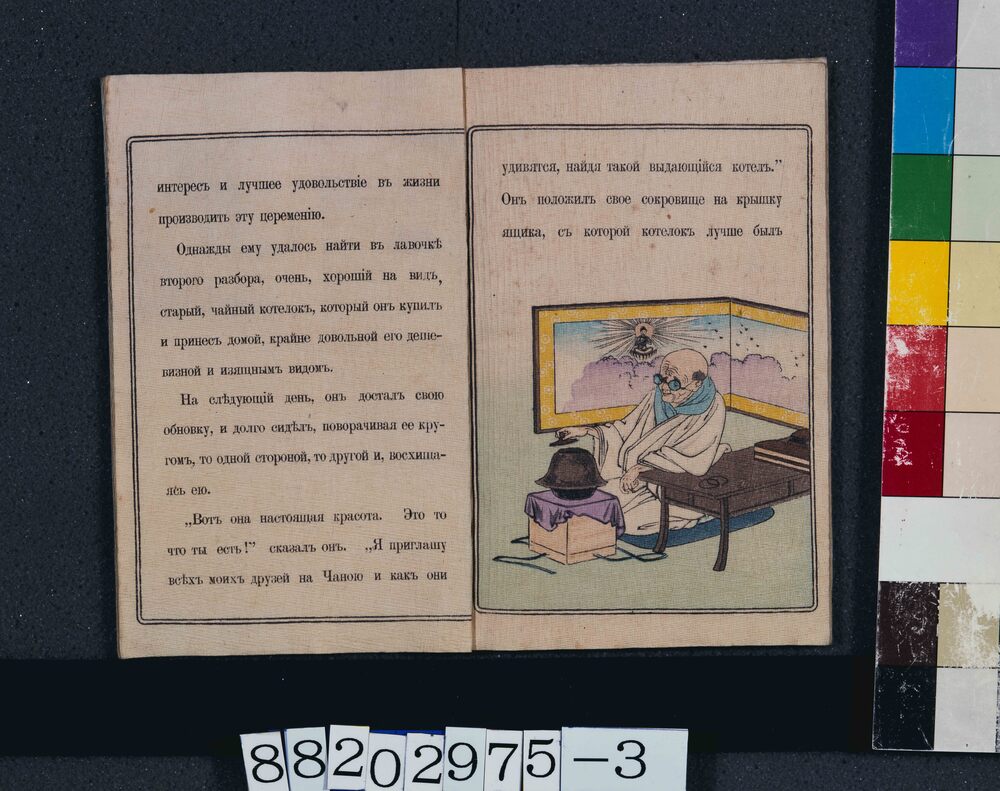 интересъ и лучшее удовольствіе въ жизни
производить эту церемонію.
Однажды ему удалось найти въ лавочкѣ
второго разбора, очень, хорошій на видъ,
старый, чайный котелокъ, который онъ купилъ
и принесъ домой, крайне довольной его деше-
визной и изящнымъ видомъ.
На слѣдующій день, онъ досталъ свою
обновку, и долго сидѣлъ, поворачивая ее кру-
гомъ, то одной стороной, то другой и, восхища-
ясь ею.
„Вотъ она настоящая красота. Это то
что ты есть!” сказалъ онъ. „Я приглашу
всѣхъ моихъ друзей на Чаною и какъ они
удивятся, найдя такой выдающійся котелъ.”
Онъ положилъ свое сокровище на крышку
ящика, съ которой котелокъ лучше былъ
88202975-3